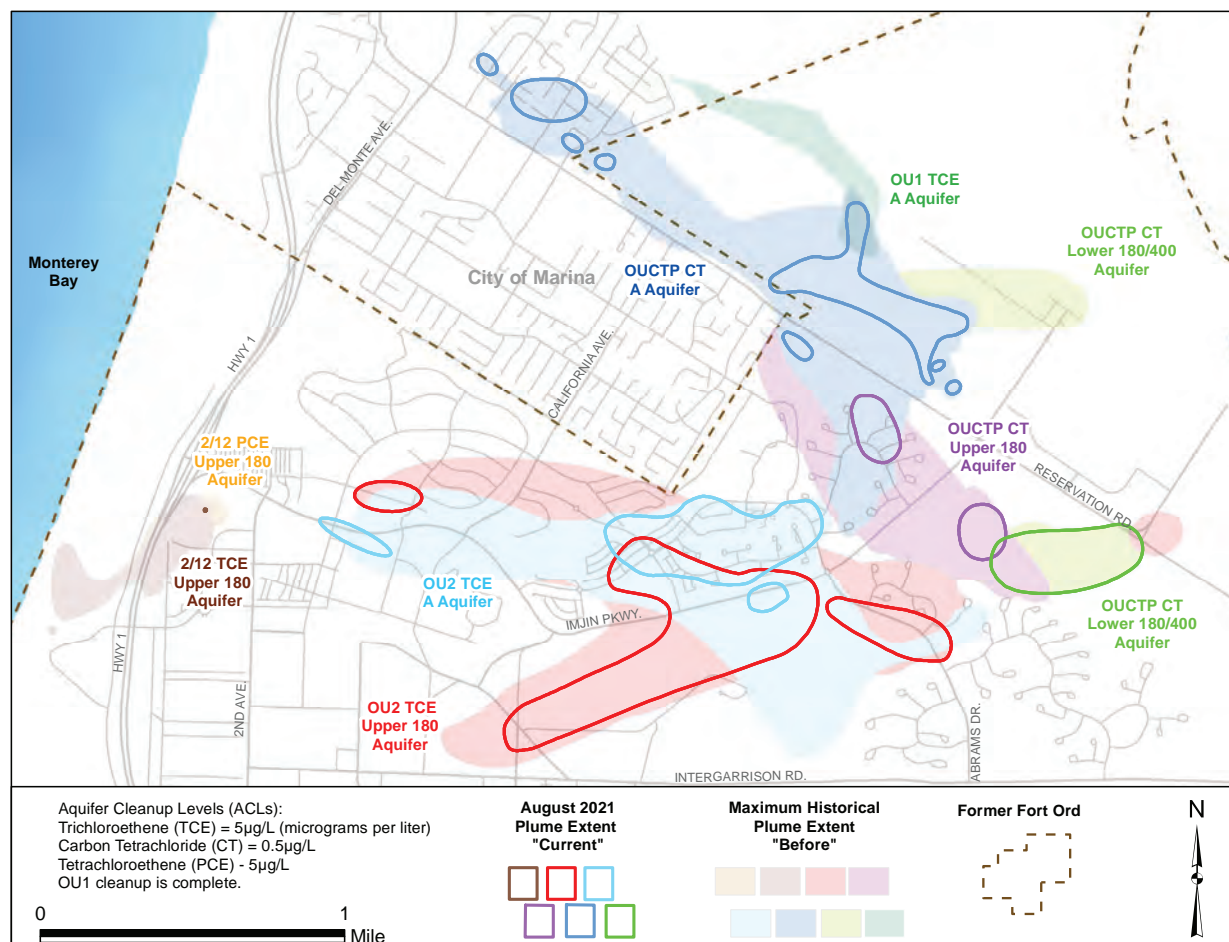 DEL MONTE AVE.
OU1 TCE
A Aquifer
OUCTP CT
Lower 180/400
Aquifer
Monterey
Bay
City of Marina
OUCTP CT
A Aquifer
HWY 1
CALIFORNIA AVE.
2/12 PCE
Upper 180
Aquifer
OUCTP CT
Upper 180
Aquifer
RESERVATION RD.
2/12 TCE
Upper 180
Aquifer
OU2 TCE
A Aquifer
IMJIN PKWY.
OUCTP CT
Lower 180/400
Aquifer
HWY 1
2ND AVE.
OU2 TCE
Upper 180
Aquifer
ABRAMS DR.
INTERGARRISON RD.
Aquifer Cleanup Levels (ACLs):
Trichloroethene (TCE) = 5µg/L (micrograms per liter)
Carbon Tetrachloride (CT) = 0.5µg/L
Tetrachloroethene (PCE) - 5µg/L
OU1 cleanup is complete.
0 1
Mile
August 2021
Plume Extent
"Current"
Maximum Historical
Plume Extent
"Before"
Former Fort Ord
N